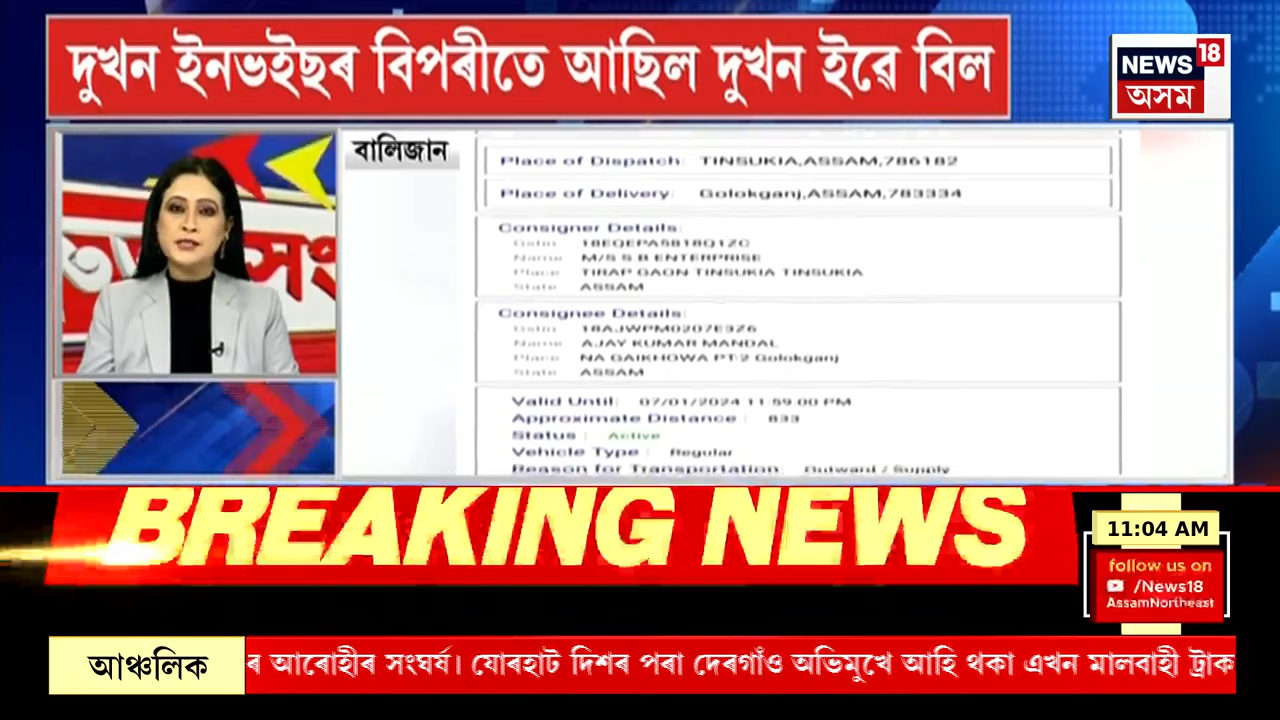 দুখন ইনভইছৰ বিপৰীতে আছিল দুখন ইৱে বিল
NEWS 18
অসম
বালিজান
Place of Dispatch: TINSUKIA,ASSAM,786182
Place of Delivery: Golokganj,ASSAM,783334
Consigner Details:
Gstin 18EQEPA5818Q1ZC
Name M/S S B ENTERPRISE
Place TIRAP GAON TINSUKIA TINSUKIA
State ASSAM
Consignee Details:
Gstin 18AJWPM0207E3Z6
Name AJAY KUMAR MANDAL
Place NA GAIKHOWA PT-2 Golokganj
State ASSAM
Valid Until: 07/01/2024 11:59:00 PM
Approximate Distance : 833
Status : Active
Vehicle Type : Regular
Reason for Transportation: Outward / Supply
BREAKING NEWS
11:04 AM
follow us on
/News18
AssamNortheast
আঞ্চলিক
ৰ আৰোহীৰ সংঘৰ্ষ। যোৰহাট দিশৰ পৰা দেৰগাঁও অভিমুখে আহি থকা এখন মালবাহী ট্ৰাক